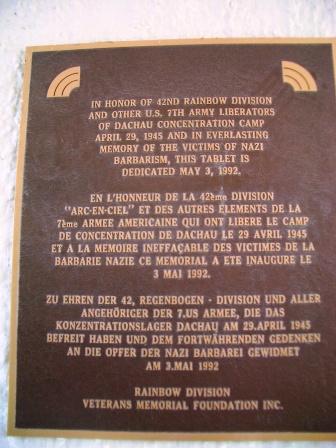 IN HONOR OF 42ND RAINBOW DIVISION
AND OTHER U.S. 7TH ARMY LIBERATORS
OF DACHAU CONCENTRATION CAMP
APRIL 29, 1945 AND IN EVERLASTING
MEMORY OF THE VICTIMS OF NAZI
BARBARISM, THIS TABLET IS
DEDICATED MAY 3, 1992.
EN L'HONNEUR DE LA 42ème DIVISION
"ARC-EN-CIEL" ET DES AUTRES ELEMENTS DE LA
7ème ARMEE AMERICAINE QUI ONT LIBERE LE CAMP
DE CONCENTRATION DE DACHAU LE 29 AVRIL 1945
ET A LA MEMOIRE INEFFAÇABLE DES VICTIMES DE LA
BARBARIE NAZIE CE MEMORIAL A ETE INAUGURE LE
3 MAI 1992.
ZU EHREN DER 42, REGENBOGEN - DIVISION UND ALLER
ANGEHÖRIGER DER 7.US ARMEE, DIE DAS
KONZENTRATIONSLAGER DACHAU AM 29.APRIL 1945
BEFREIT HABEN UND DEM FORTWÄHRENDEN GEDENKEN
AN DIE OPFER DER NAZI BARBAREI GEWIDMET
AM 3.MAI 1992
RAINBOW DIVISION
VETERANS MEMORIAL FOUNDATION INC.